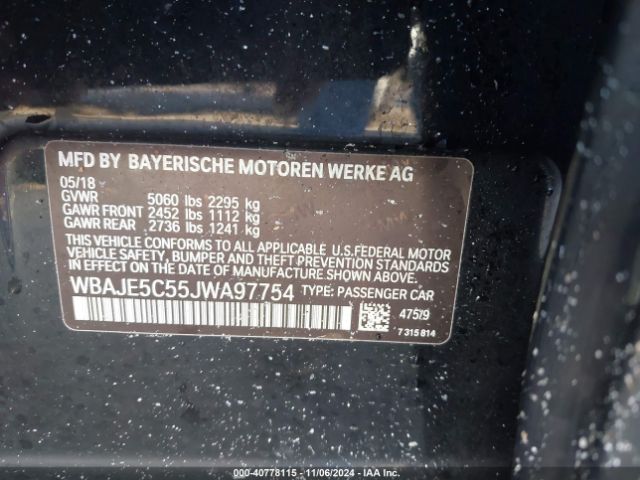 MFD BY BAYERISCHE MOTOREN WERKE AG
05/18
GVWR 5060 lbs 2295 kg
GAWR FRONT 2452 lbs 1112 kg
GAWR REAR 2736 lbs 1241 kg
THIS VEHICLE CONFORMS TO ALL APPLICABLE U.S.FEDERAL MOTOR
VEHICLE SAFETY, BUMPER AND THEFT PREVENTION STANDARDS
IN EFFECT ON THE DATE OF MANUFACTURE SHOWN ABOVE.
WBAJE5C55JWA97754 TYPE: PASSENGER CAR
7 315 814
000-40778115 - 11/06/2024 - IAA Inc.